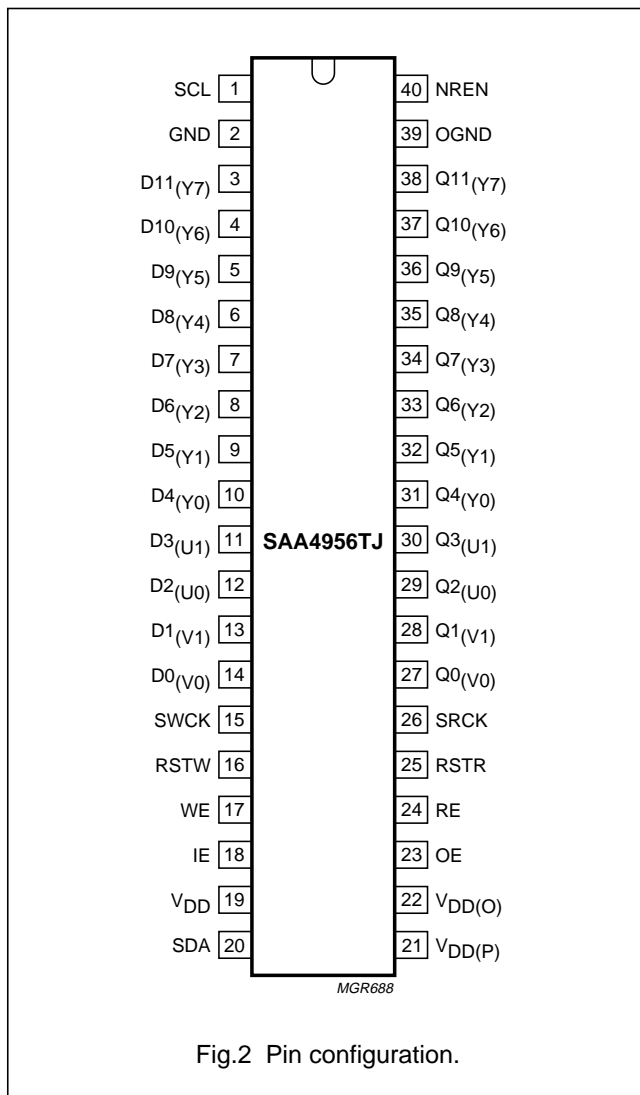 SCL 1 40 NREN
GND 2 39 OGND
D11(Y7) 3 38 Q11(Y7)
D10(Y6) 4 37 Q10(Y6)
D9(Y5) 5 36 Q9(Y5)
D8(Y4) 6 35 Q8(Y4)
D7(Y3) 7 34 Q7(Y3)
D6(Y2) 8 33 Q6(Y2)
D5(Y1) 9 32 Q5(Y1)
D4(Y0) 10 31 Q4(Y0)
D3(U1) 11 SAA4956TJ 30 Q3(U1)
D2(U0) 12 29 Q2(U0)
D1(V1) 13 28 Q1(V1)
D0(V0) 14 27 Q0(V0)
SWCK 15 26 SRCK
RSTW 16 25 RSTR
WE 17 24 RE
IE 18 23 OE
VDD 19 22 VDD(O)
SDA 20 21 VDD(P)
MGR688
Fig.2 Pin configuration.